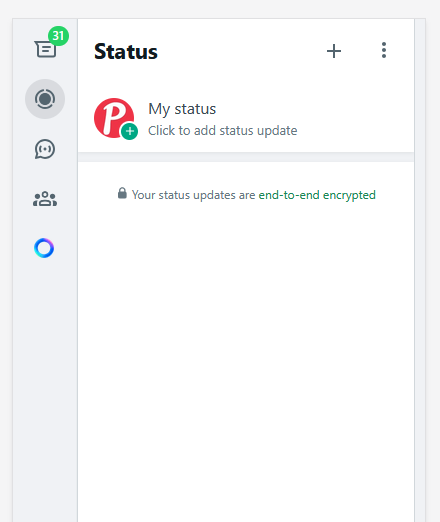 31
Status
P
My status
Click to add status update
Your status updates are end-to-end encrypted